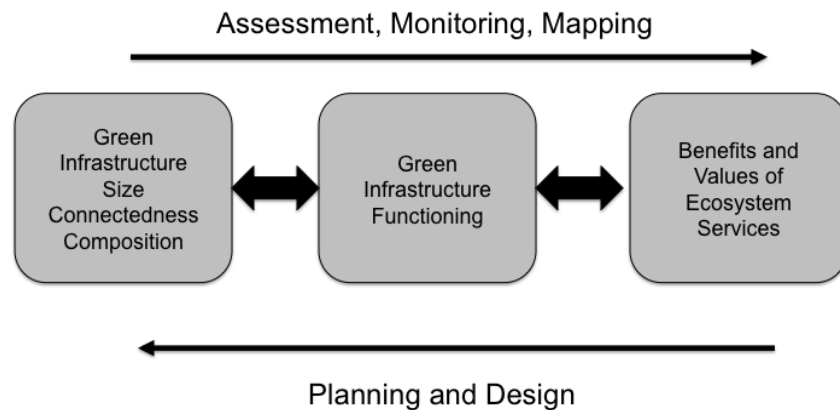 Assessment, Monitoring, Mapping
Green
Infrastructure
Size
Connectedness
Composition
Green
Infrastructure
Functioning
Benefits and
Values of
Ecosystem
Services
Planning and Design